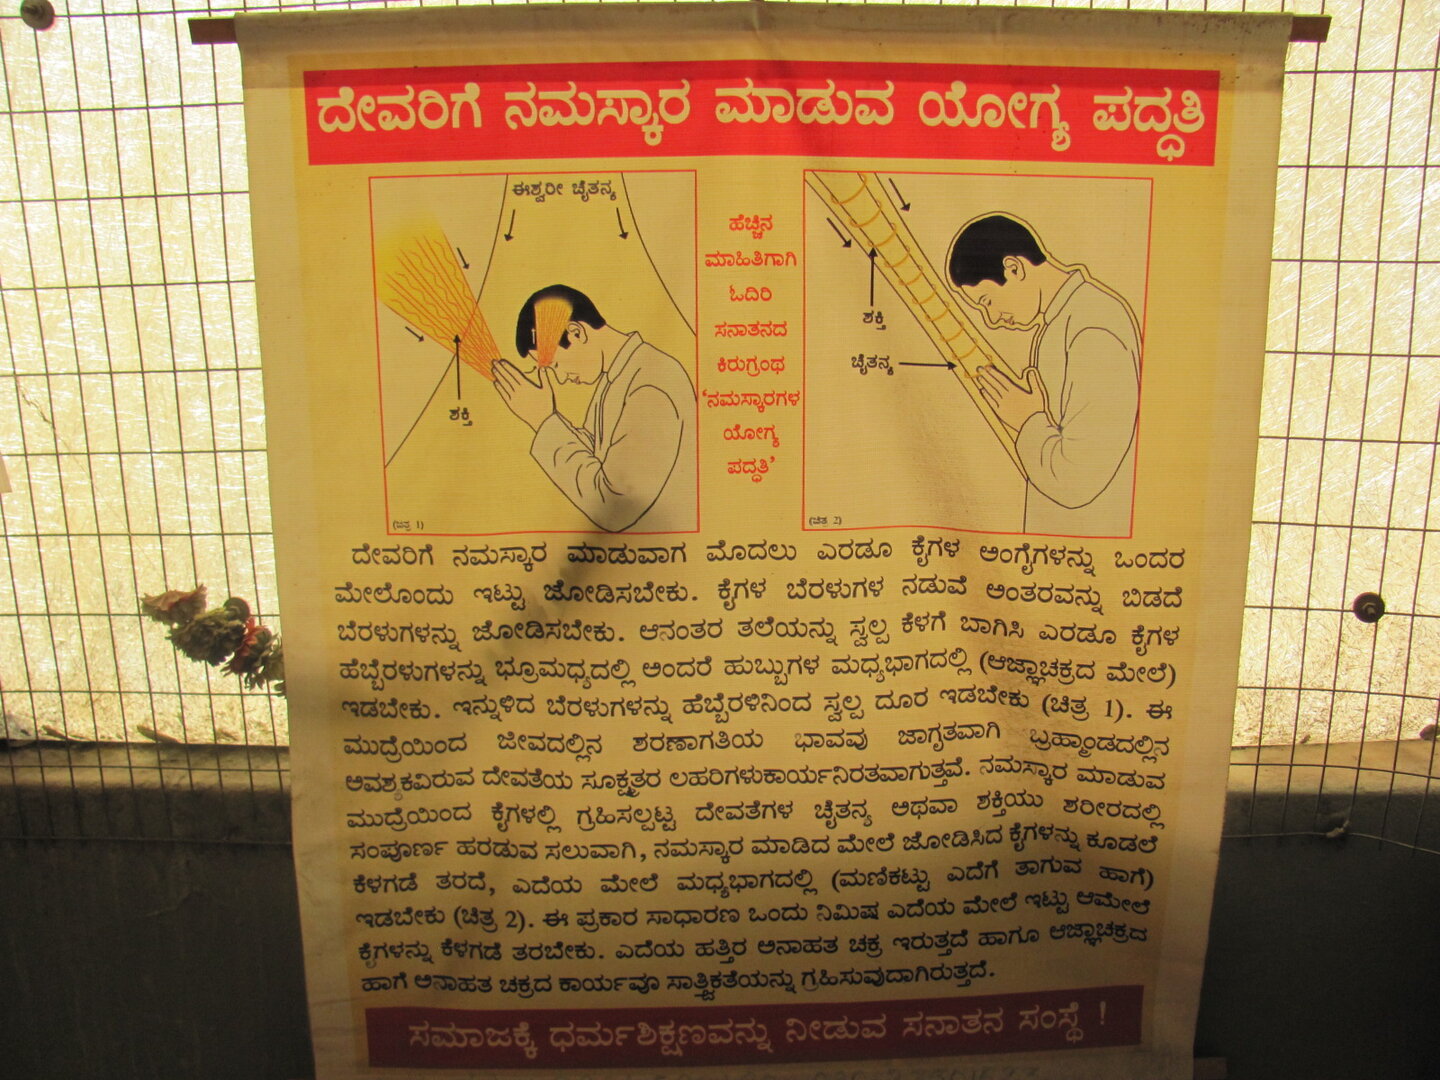 ದೇವರಿಗೆ ನಮಸ್ಕಾರ ಮಾಡುವ ಯೋಗ್ಯ ಪದ್ಧತಿ
ಈಶ್ವರೀ ಚೈತನ್ಯ
ಶಕ್ತಿ
(ಚಿತ್ರ 1)
ಹೆಚ್ಚಿನ
ಮಾಹಿತಿಗಾಗಿ
ಓದಿರಿ
ಸನಾತನದ
ಕಿರುಗ್ರಂಥ
‘ನಮಸ್ಕಾರಗಳ
ಯೋಗ್ಯ
ಪದ್ಧತಿ’
ಶಕ್ತಿ
ಚೈತನ್ಯ
(ಚಿತ್ರ 2)
ದೇವರಿಗೆ ನಮಸ್ಕಾರ ಮಾಡುವಾಗ ಮೊದಲು ಎರಡೂ ಕೈಗಳ ಅಂಗೈಗಳನ್ನು ಒಂದರ
ಮೇಲೊಂದು ಇಟ್ಟು ಜೋಡಿಸಬೇಕು. ಕೈಗಳ ಬೆರಳುಗಳ ನಡುವೆ ಅಂತರವನ್ನು ಬಿಡದೆ
ಬೆರಳುಗಳನ್ನು ಜೋಡಿಸಬೇಕು. ಆನಂತರ ತಲೆಯನ್ನು ಸ್ವಲ್ಪ ಕೆಳಗೆ ಬಾಗಿಸಿ ಎರಡೂ ಕೈಗಳ
ಹೆಬ್ಬೆರಳುಗಳನ್ನು ಭ್ರೂಮಧ್ಯದಲ್ಲಿ ಅಂದರೆ ಹುಬ್ಬುಗಳ ಮಧ್ಯಭಾಗದಲ್ಲಿ (ಆಜ್ಞಾಚಕ್ರದ ಮೇಲೆ)
ಇಡಬೇಕು. ಇನ್ನುಳಿದ ಬೆರಳುಗಳನ್ನು ಹೆಬ್ಬೆರಳಿನಿಂದ ಸ್ವಲ್ಪ ದೂರ ಇಡಬೇಕು (ಚಿತ್ರ 1). ಈ
ಮುದ್ರೆಯಿಂದ ಜೀವದಲ್ಲಿನ ಶರಣಾಗತಿಯ ಭಾವವು ಜಾಗೃತವಾಗಿ ಬ್ರಹ್ಮಾಂಡದಲ್ಲಿನ
ಅವಶ್ಯಕವಿರುವ ದೇವತೆಯ ಸೂಕ್ಷ್ಮತರ ಲಹರಿಗಳುಕಾರ್ಯನಿರತವಾಗುತ್ತವೆ. ನಮಸ್ಕಾರ ಮಾಡುವ
ಮುದ್ರೆಯಿಂದ ಕೈಗಳಲ್ಲಿ ಗ್ರಹಿಸಲ್ಪಟ್ಟ ದೇವತೆಗಳ ಚೈತನ್ಯ ಅಥವಾ ಶಕ್ತಿಯು ಶರೀರದಲ್ಲಿ
ಸಂಪೂರ್ಣ ಹರಡುವ ಸಲುವಾಗಿ, ನಮಸ್ಕಾರ ಮಾಡಿದ ಮೇಲೆ ಜೋಡಿಸಿದ ಕೈಗಳನ್ನು ಕೂಡಲೆ
ಕೆಳಗಡೆ ತರದೆ, ಎದೆಯ ಮೇಲೆ ಮಧ್ಯಭಾಗದಲ್ಲಿ (ಮಣಿಕಟ್ಟು ಎದೆಗೆ ತಾಗುವ ಹಾಗೆ)
ಇಡಬೇಕು (ಚಿತ್ರ 2). ಈ ಪ್ರಕಾರ ಸಾಧಾರಣ ಒಂದು ನಿಮಿಷ ಎದೆಯ ಮೇಲೆ ಇಟ್ಟು ಆಮೇಲೆ
ಕೈಗಳನ್ನು ಕೆಳಗಡೆ ತರಬೇಕು. ಎದೆಯ ಹತ್ತಿರ ಅನಾಹತ ಚಕ್ರ ಇರುತ್ತದೆ ಹಾಗೂ ಆಜ್ಞಾಚಕ್ರದ
ಹಾಗೆ ಅನಾಹತ ಚಕ್ರದ ಕಾರ್ಯವೂ ಸಾತ್ತ್ವಿಕತೆಯನ್ನು ಗ್ರಹಿಸುವುದಾಗಿರುತ್ತದೆ.
ಸಮಾಜಕ್ಕೆ ಧರ್ಮಶಿಕ್ಷಣವನ್ನು ನೀಡುವ ಸನಾತನ ಸಂಸ್ಥೆ !